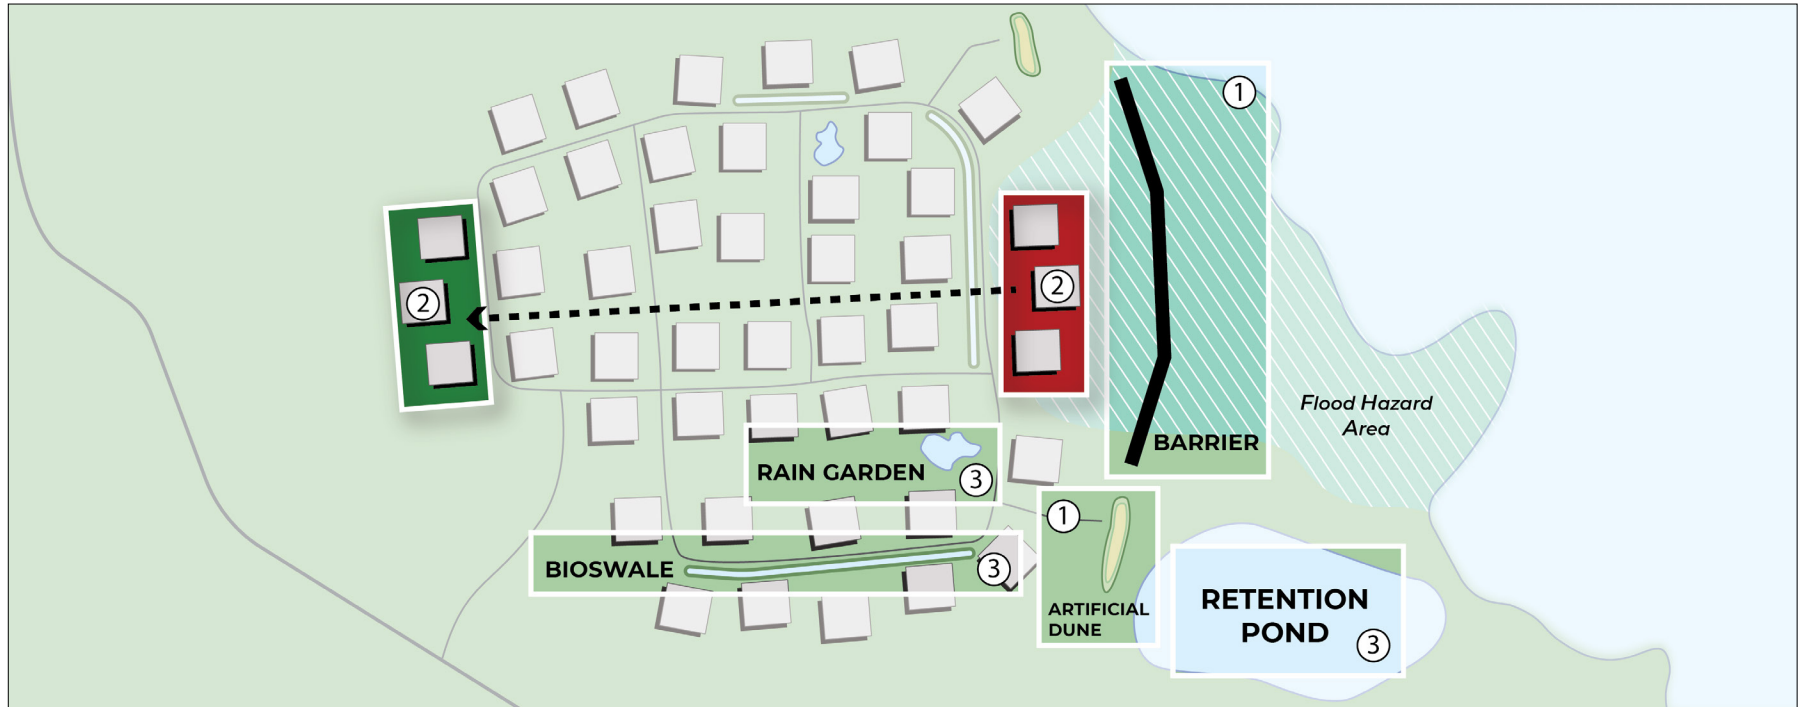 1
2
2
Flood Hazard
Area
BARRIER
RAIN GARDEN
3
1
BIOSWALE
3
ARTIFICIAL
DUNE
RETENTION
POND
3